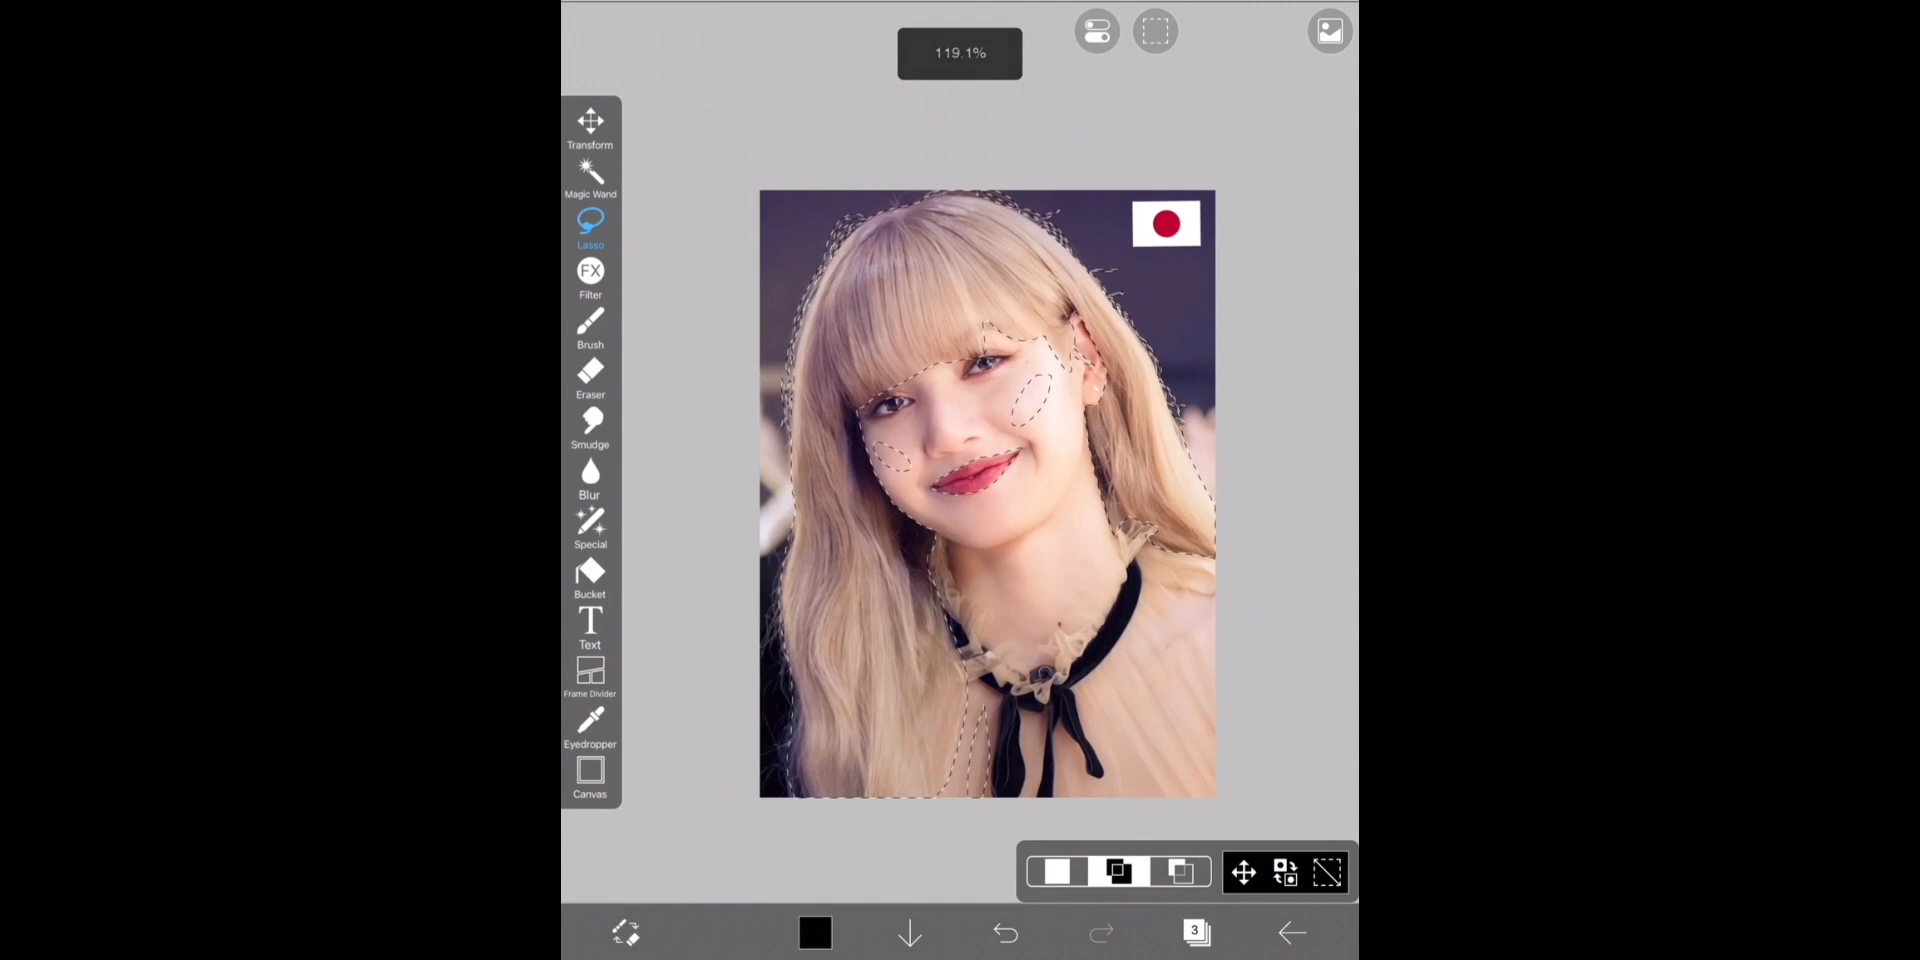 119.1%
Transform
Magic Wand
Lasso
FX
Filter
Brush
Eraser
Smudge
Blur
Special
Bucket
T
Text
Frame Divider
Eyedropper
Canvas
3